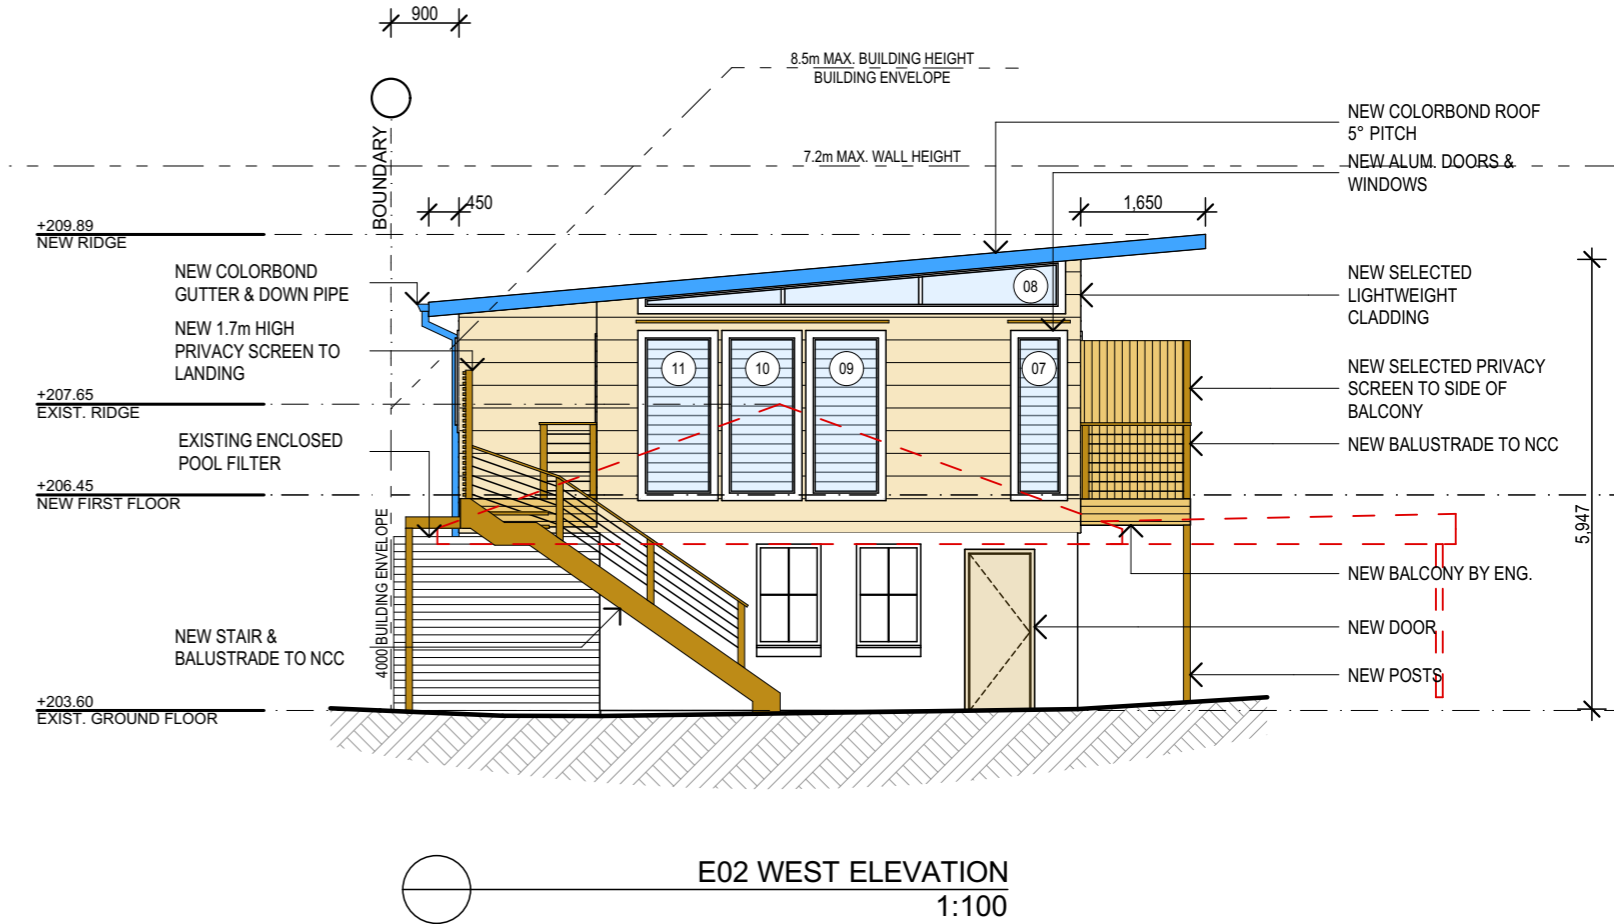 900
8.5m MAX. BUILDING HEIGHT
BUILDING ENVELOPE
BOUNDARY
7.2m MAX. WALL HEIGHT
NEW COLORBOND ROOF
5° PITCH
NEW ALUM. DOORS &
WINDOWS
450
1,650
+209.89
NEW RIDGE
NEW COLORBOND
GUTTER & DOWN PIPE
NEW 1.7m HIGH
PRIVACY SCREEN TO
LANDING
+207.65
EXIST. RIDGE
EXISTING ENCLOSED
POOL FILTER
+206.45
NEW FIRST FLOOR
4000 BUILDING ENVELOPE
NEW STAIR &
BALUSTRADE TO NCC
+203.60
EXIST. GROUND FLOOR
08
11
10
09
07
NEW SELECTED
LIGHTWEIGHT
CLADDING
NEW SELECTED PRIVACY
SCREEN TO SIDE OF
BALCONY
NEW BALUSTRADE TO NCC
5,947
NEW BALCONY BY ENG.
NEW DOOR
NEW POSTS
E02 WEST ELEVATION
1:100